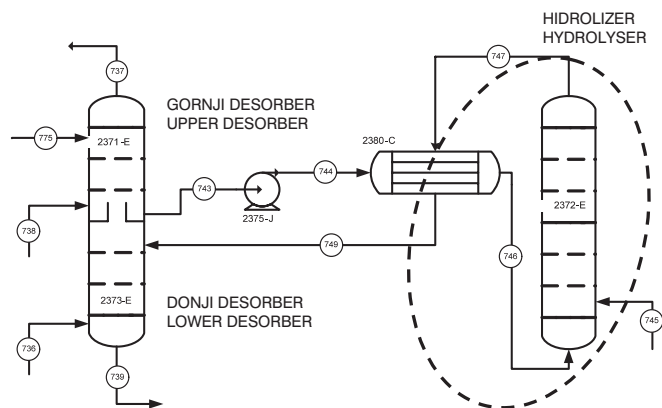 HIDROLIZER
HYDROLYSER
747
737
GORNJI DESORBER
UPPER DESORBER
775
2371-E
2380-C
743
744
2375-J
2372-E
738
749
746
DONJI DESORBER
LOWER DESORBER
2373-E
745
736
739